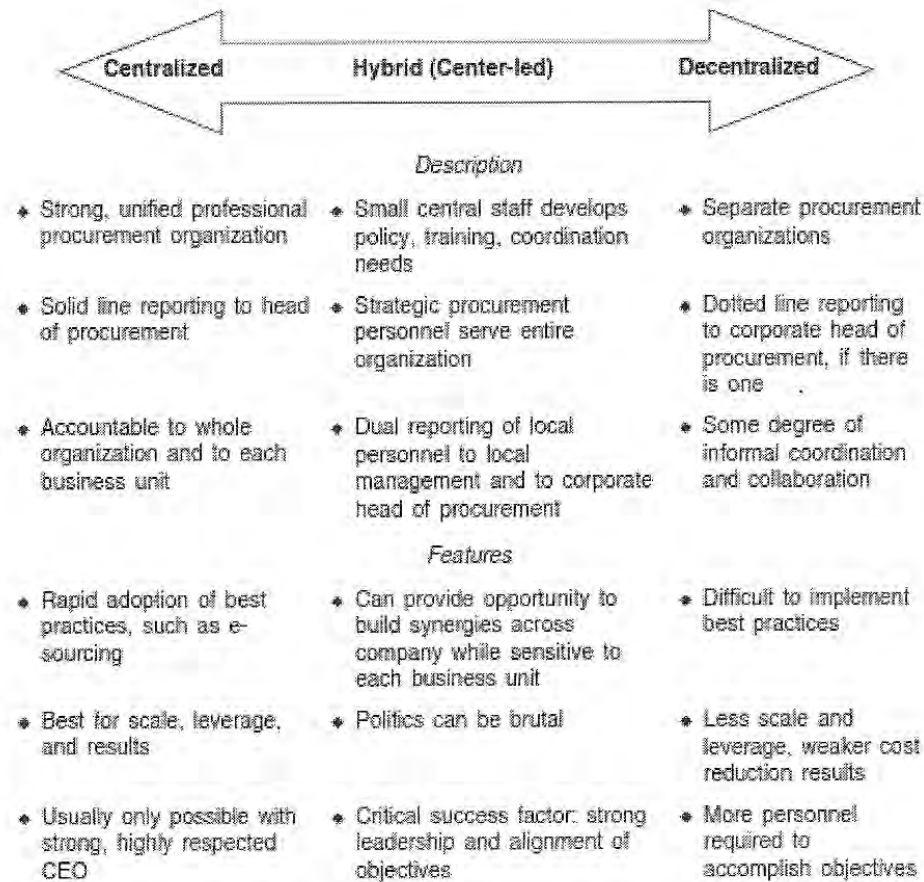 Centralized Hybrid (Center-led) Decentralized
Description
♦ Strong, unified professional
procurement organization
♦ Small central staff develops
policy, training, coordination
needs
♦ Separate procurement
organizations
♦ Solid line reporting to head
of procurement
♦ Strategic procurement
personnel serve entire
organization
♦ Dotted line reporting
to corporate head of
procurement, if there
is one
♦ Accountable to whole
organization and to each
business unit
♦ Dual reporting of local
personnel to local
management and to corporate
head of procurement
♦ Some degree of
informal coordination
and collaboration
Features
♦ Rapid adoption of best
practices, such as e-
sourcing
♦ Can provide opportunity to
build synergies across
company while sensitive to
each business unit
♦ Difficult to implement
best practices
♦ Best for scale, leverage,
and results
♦ Politics can be brutal
♦ Less scale and
leverage, weaker cost
reduction results
♦ Usually only possible with
strong, highly respected
CEO
♦ Critical success factor: strong
leadership and alignment of
objectives
♦ More personnel
required to
accomplish objectives